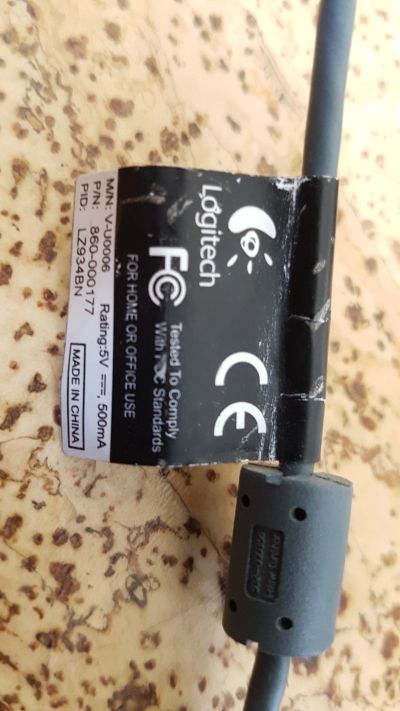 Logitech
CE
FC
Tested To Comply
With FCC Standards
FOR HOME OR OFFICE USE
M/N: V-U0006 Rating:5V ⎓, 500mA
P/N: 860-000177
PID: LZ934BN
MADE IN CHINA